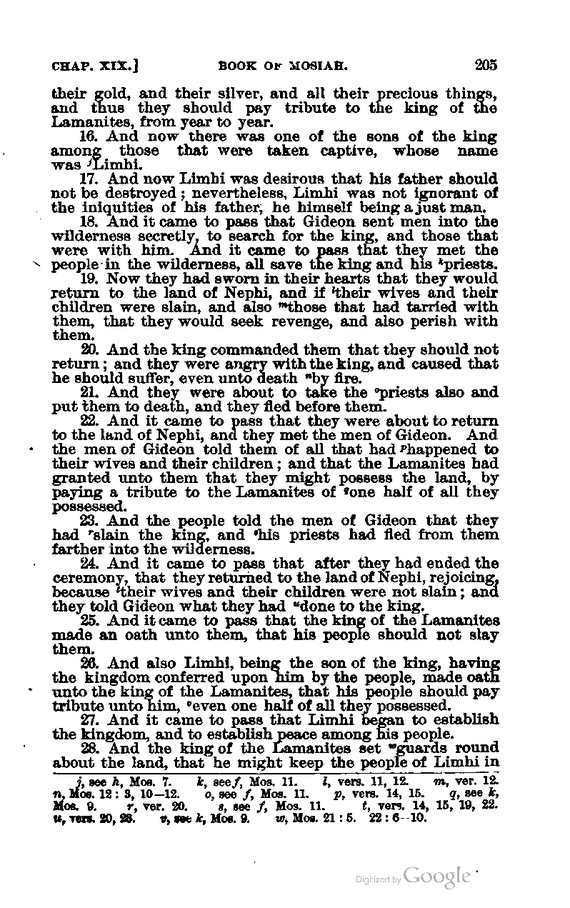 CHAP. XIX.] BOOK OF MOSIAH. 205
their gold, and their silver, and all their precious things,
and thus they should pay tribute to the king of the
Lamanites, from year to year.
16. And now there was one of the sons of the king
among those that were taken captive, whose name
was ʲLimhi.
17. And now Limhi was desirous that his father should
not be destroyed; nevertheless, Limhi was not ignorant of
the iniquities of his father, he himself being a just man.
18. And it came to pass that Gideon sent men into the
wilderness secretly, to search for the king, and those that
were with him. And it came to pass that they met the
people in the wilderness, all save the king and his ᵏpriests.
19. Now they had sworn in their hearts that they would
return to the land of Nephi, and if ˡtheir wives and their
children were slain, and also ᵐthose that had tarried with
them, that they would seek revenge, and also perish with
them.
20. And the king commanded them that they should not
return; and they were angry with the king, and caused that
he should suffer, even unto death ⁿby fire.
21. And they were about to take the ᵒpriests also and
put them to death, and they fled before them.
22. And it came to pass that they were about to return
to the land of Nephi, and they met the men of Gideon. And
the men of Gideon told them of all that had ᵖhappened to
their wives and their children; and that the Lamanites had
granted unto them that they might possess the land, by
paying a tribute to the Lamanites of qone half of all they
possessed.
23. And the people told the men of Gideon that they
had ʳslain the king, and ˢhis priests had fled from them
farther into the wilderness.
24. And it came to pass that after they had ended the
ceremony, that they returned to the land of Nephi, rejoicing,
because ᵗtheir wives and their children were not slain; and
they told Gideon what they had ᵘdone to the king.
25. And it came to pass that the king of the Lamanites
made an oath unto them, that his people should not slay
them.
26. And also Limhi, being the son of the king, having
the kingdom conferred upon him by the people, made oath
unto the king of the Lamanites, that his people should pay
tribute unto him, ᵛeven one half of all they possessed.
27. And it came to pass that Limhi began to establish
the kingdom, and to establish peace among his people.
28. And the king of the Lamanites set ʷguards round
about the land, that he might keep the people of Limhi in
j, see h, Mos. 7. k, see f, Mos. 11. l, vers. 11, 12. m, ver. 12.
n, Mos. 12:3, 10--12. o, see f, Mos. 11. p, vers. 14, 15. q, see k,
Mos. 9. r, ver. 20. s, see f, Mos. 11. t, vers. 14, 15, 19, 22.
u, vers. 20, 23. v, see k, Mos. 9. w, Mos. 21:5. 22:6--10.
Digitized by Google